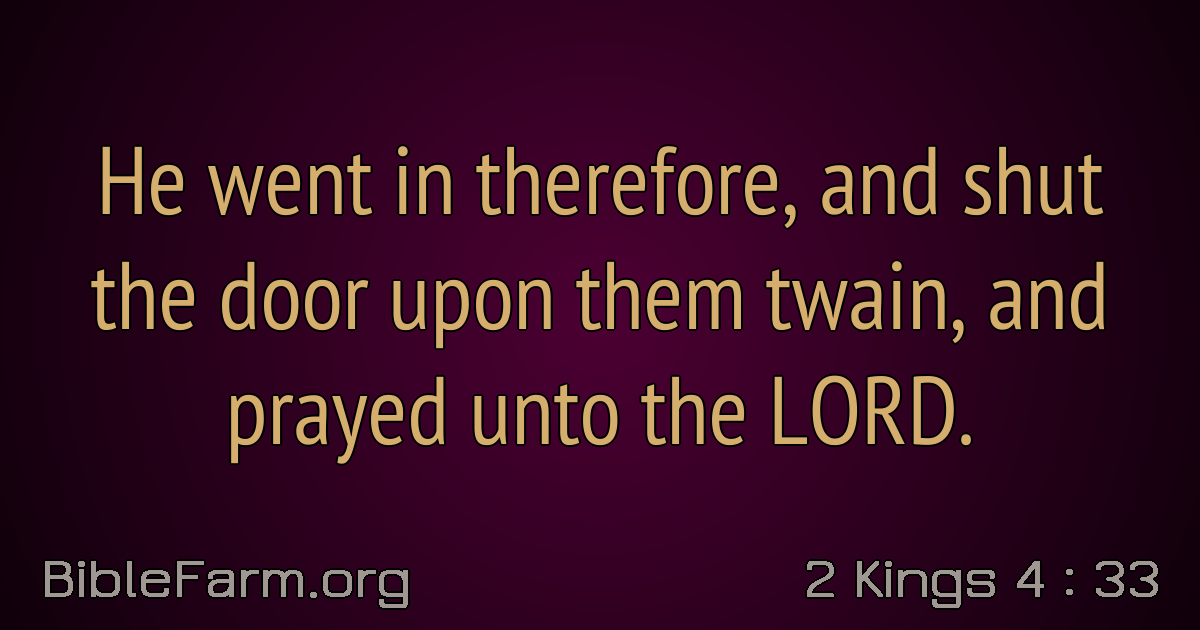 He went in therefore, and shut
the door upon them twain, and
prayed unto the LORD.
BibleFarm.org
2 Kings 4 : 33